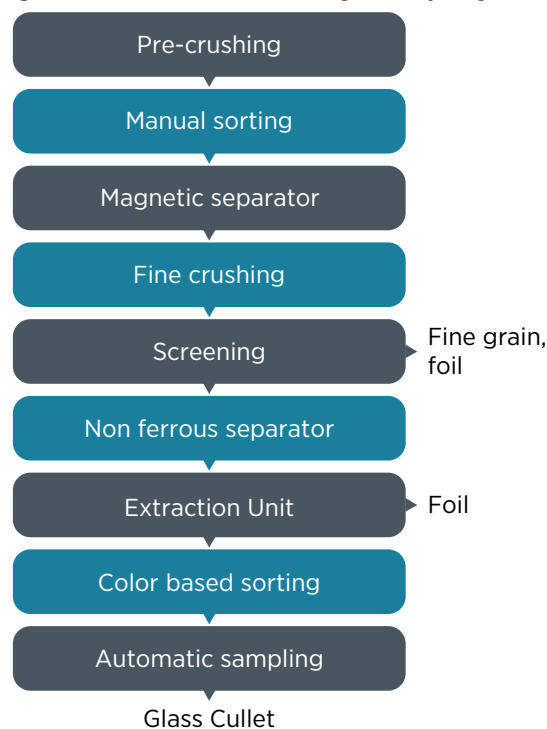 Pre-crushing
Manual sorting
Magnetic separator
Fine crushing
Screening
Fine grain,
foil
Non ferrous separator
Extraction Unit
Foil
Color based sorting
Automatic sampling
Glass Cullet